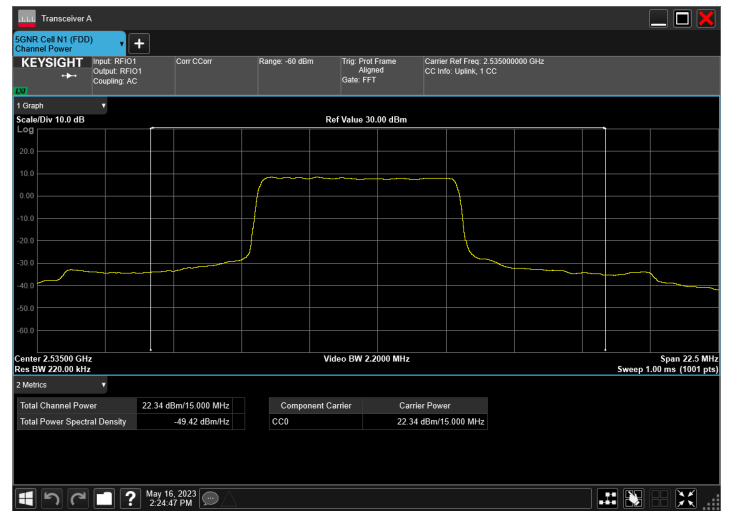 Transceiver A
5GNR Cell N1 (FDD)
Channel Power
KEYSIGHT
LXI
Input: RFIO1
Output: RFIO1
Coupling: AC
Corr CCorr
Range: -60 dBm
Trig: Prot Frame
Aligned
Gate: FFT
Carrier Ref Freq: 2.535000000 GHz
CC Info: Uplink, 1 CC
1 Graph
Scale/Div 10.0 dB
Ref Value 30.00 dBm
Log
20.0
10.0
0.00
-10.0
-20.0
-30.0
-40.0
-50.0
-60.0
Center 2.53500 GHz
Video BW 2.2000 MHz
Span 22.5 MHz
Res BW 220.00 kHz
Sweep 1.00 ms (1001 pts)
2 Metrics
Total Channel Power 22.34 dBm/15.000 MHz
Total Power Spectral Density -49.42 dBm/Hz
Component Carrier Carrier Power
CC0 22.34 dBm/15.000 MHz
May 16, 2023
2:24:47 PM